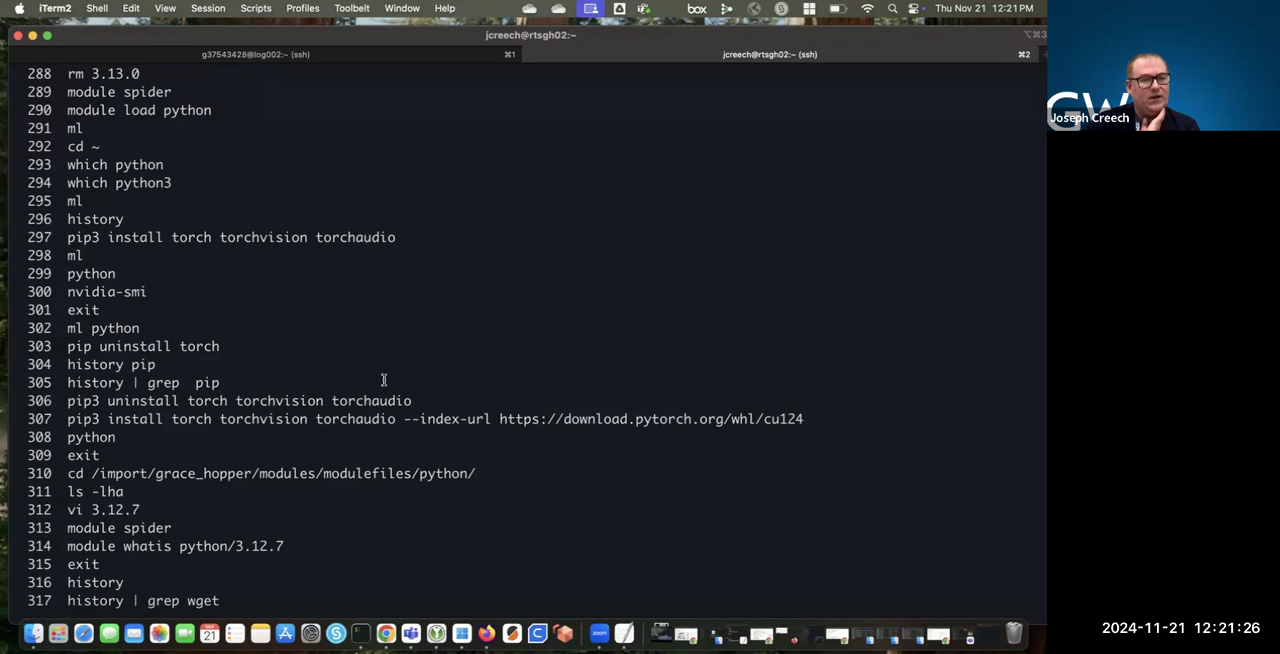 iTerm2 Shell Edit View Session Scripts Profiles Toolbelt Window Help box Thu Nov 21 12:21PM
jcreech@rtsgh02:~
g37543428@log002:~ (ssh) ⌘1 jcreech@rtsgh02:~ (ssh) ⌘2
288 rm 3.13.0
289 module spider
290 module load python
291 ml
292 cd ~
293 which python
294 which python3
295 ml
296 history
297 pip3 install torch torchvision torchaudio
298 ml
299 python
300 nvidia-smi
301 exit
302 ml python
303 pip uninstall torch
304 history pip
305 history | grep  pip
306 pip3 uninstall torch torchvision torchaudio
307 pip3 install torch torchvision torchaudio --index-url https://download.pytorch.org/whl/cu124
308 python
309 exit
310 cd /import/grace_hopper/modules/modulefiles/python/
311 ls -lha
312 vi 3.12.7
313 module spider
314 module whatis python/3.12.7
315 exit
316 history
317 history | grep wget
GW
Joseph Creech
21
zoom
2024-11-21 12:21:26